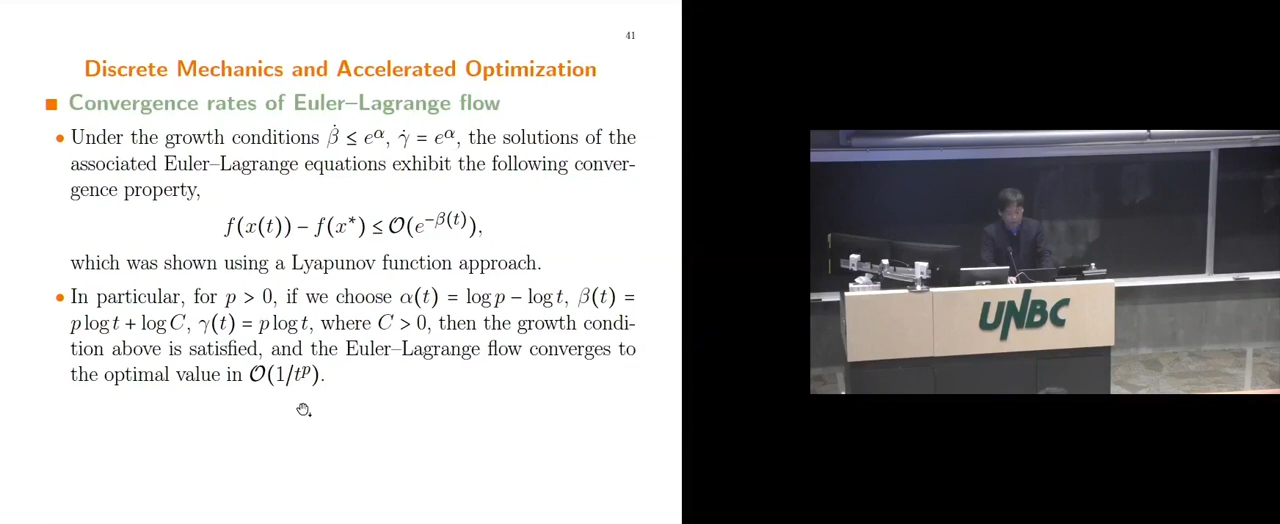 41
Discrete Mechanics and Accelerated Optimization
■ Convergence rates of Euler–Lagrange flow
• Under the growth conditions β̇ ≤ e^α, γ̇ = e^α, the solutions of the
associated Euler–Lagrange equations exhibit the following conver-
gence property,
f(x(t)) − f(x*) ≤ 𝒪(e^{−β(t)}),
which was shown using a Lyapunov function approach.
• In particular, for p > 0, if we choose α(t) = log p − log t, β(t) =
p log t + log C, γ(t) = p log t, where C > 0, then the growth condi-
tion above is satisfied, and the Euler–Lagrange flow converges to
the optimal value in 𝒪(1/t^p).
UNBC